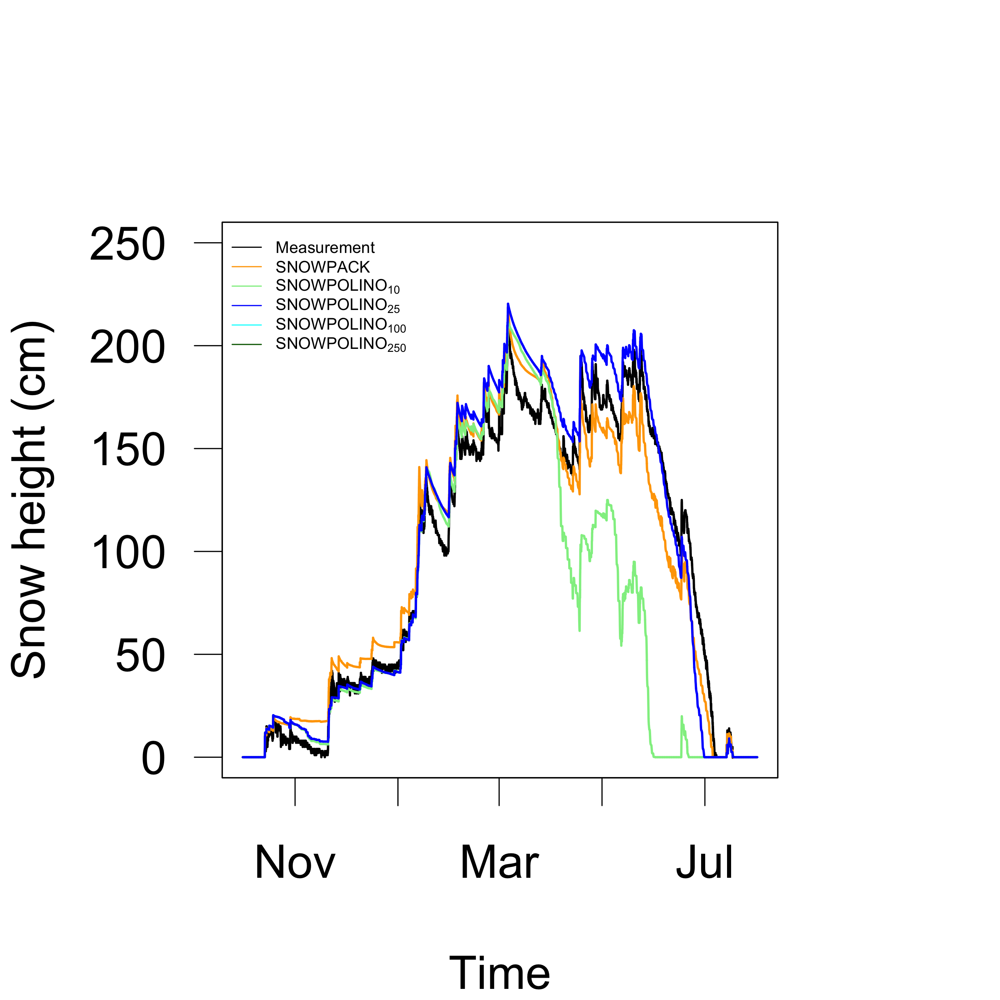 250
200
150
100
50
0
Snow height (cm)
Measurement
SNOWPACK
SNOWPOLINO10
SNOWPOLINO25
SNOWPOLINO100
SNOWPOLINO250
Nov Mar Jul
Time